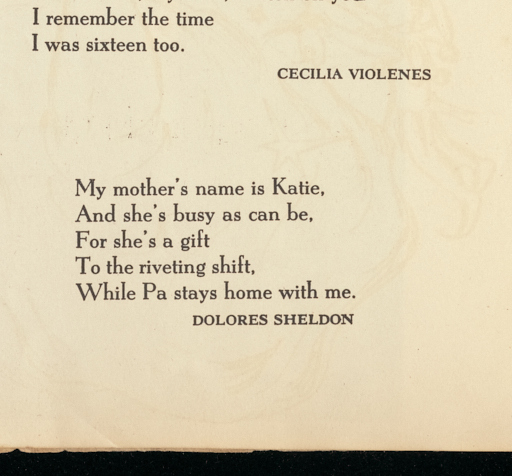 I remember the time
I was sixteen too.
CECILIA VIOLENES
My mother's name is Katie,
And she's busy as can be,
For she's a gift
To the riveting shift,
While Pa stays home with me.
DOLORES SHELDON